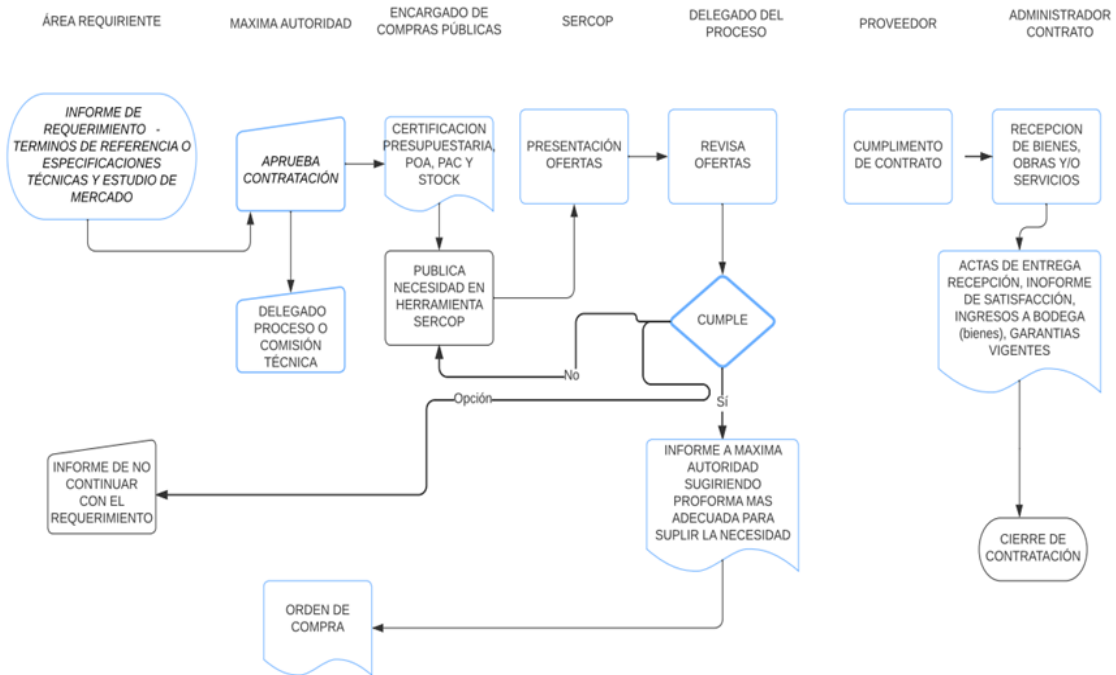 ÁREA REQUIRIENTE
MAXIMA AUTORIDAD
ENCARGADO DE
COMPRAS PÚBLICAS
SERCOP
DELEGADO DEL
PROCESO
PROVEEDOR
ADMINISTRADOR
CONTRATO
INFORME DE
REQUERIMIENTO -
TERMINOS DE REFERENCIA O
ESPECIFICACIONES
TÉCNICAS Y ESTUDIO DE
MERCADO
APRUEBA
CONTRATACIÓN
CERTIFICACION
PRESUPUESTARIA,
POA, PAC Y
STOCK
PRESENTACIÓN
OFERTAS
REVISA
OFERTAS
CUMPLIMENTO
DE CONTRATO
RECEPCION
DE BIENES,
OBRAS Y/O
SERVICIOS
DELEGADO
PROCESO O
COMISIÓN
TÉCNICA
PUBLICA
NECESIDAD EN
HERRAMIENTA
SERCOP
CUMPLE
ACTAS DE ENTREGA
RECEPCIÓN, INOFORME
DE SATISFACCIÓN,
INGRESOS A BODEGA
(bienes), GARANTIAS
VIGENTES
No
Opción
Sí
INFORME DE NO
CONTINUAR
CON EL
REQUERIMIENTO
INFORME A MAXIMA
AUTORIDAD
SUGIRIENDO
PROFORMA MAS
ADECUADA PARA
SUPLIR LA NECESIDAD
CIERRE DE
CONTRATACIÓN
ORDEN DE
COMPRA